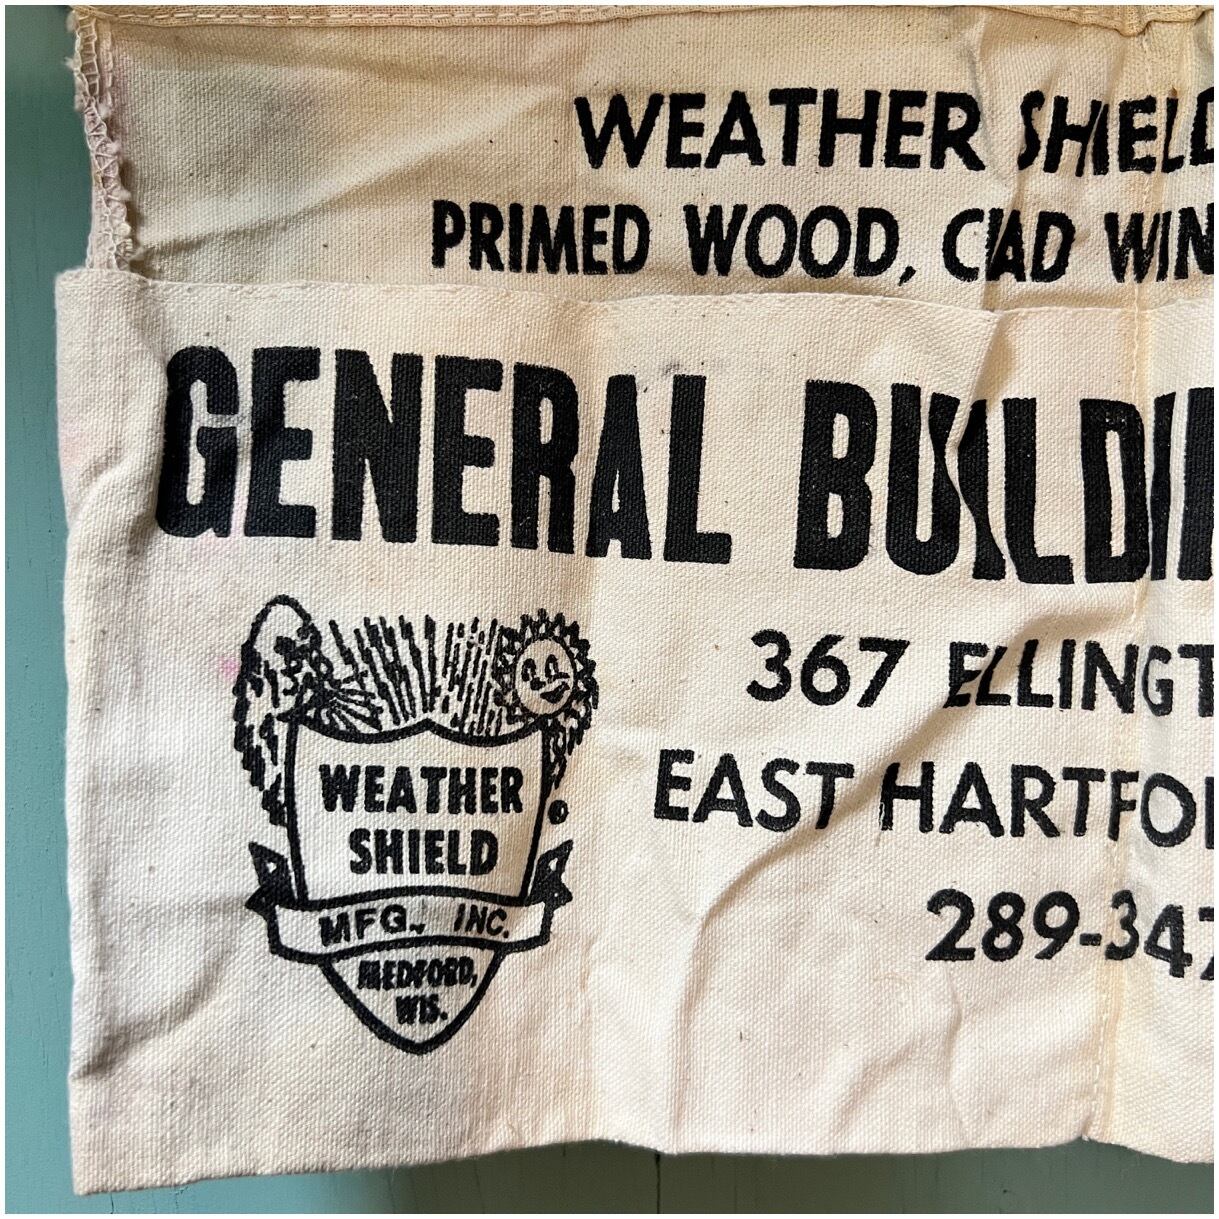 WEATHER SHIELD
PRIMED WOOD, CLAD WIN
GENERAL BUILDI
367 ELLINGT
EAST HARTFO
289-347
WEATHER
SHIELD
MFG., INC.
MEDFORD,
WIS.